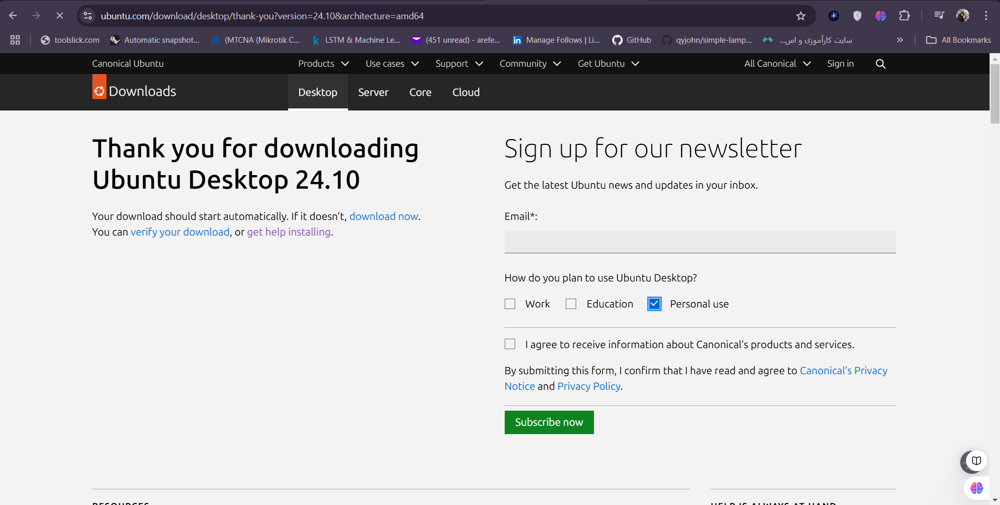 ubuntu.com/download/desktop/thank-you?version=24.10&architecture=amd64
toolslick.com
Automatic snapshot...
(MTCNA (Mikrotik C...
LSTM & Machine Le...
(451 unread) - arefe...
Manage Follows | Li...
GitHub
qyjohn/simple-lamp...
سایت کارآموزی و اس...
All Bookmarks
Canonical Ubuntu
Products
Use cases
Support
Community
Get Ubuntu
All Canonical
Sign in
Downloads
Desktop
Server
Core
Cloud
Thank you for downloading
Ubuntu Desktop 24.10
Your download should start automatically. If it doesn’t, download now.
You can verify your download, or get help installing.
Sign up for our newsletter
Get the latest Ubuntu news and updates in your inbox.
Email*:
How do you plan to use Ubuntu Desktop?
Work
Education
Personal use
I agree to receive information about Canonical’s products and services.
By submitting this form, I confirm that I have read and agree to Canonical’s Privacy
Notice and Privacy Policy.
Subscribe now
RESOURCES
HELP IS ALWAYS AT HAND